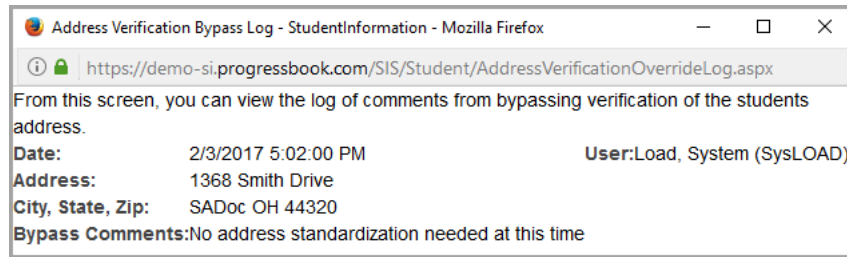 Address Verification Bypass Log - StudentInformation - Mozilla Firefox
https://demo-si.progressbook.com/SIS/Student/AddressVerificationOverrideLog.aspx
From this screen, you can view the log of comments from bypassing verification of the students
address.
Date: 2/3/2017 5:02:00 PM User:Load, System (SysLOAD)
Address: 1368 Smith Drive
City, State, Zip: SADoc OH 44320
Bypass Comments:No address standardization needed at this time